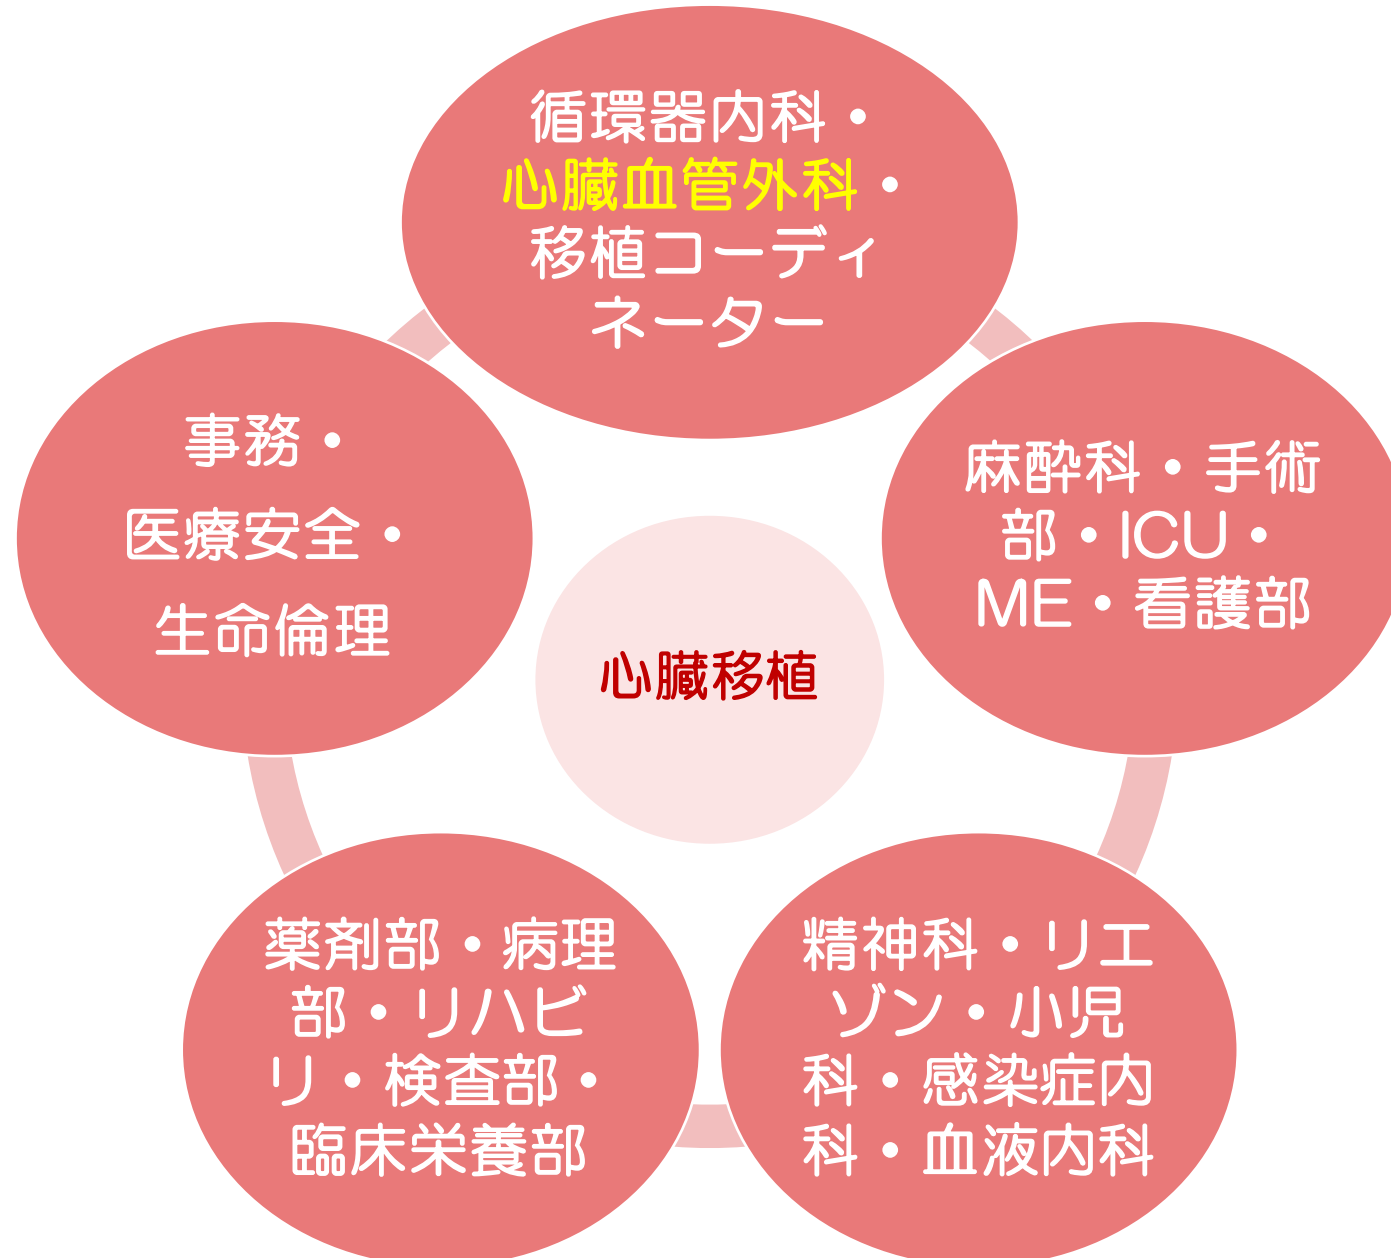 循環器内科・
心臓血管外科・
移植コーディ
ネーター
事務・
医療安全・
生命倫理
麻酔科・手術
部・ICU・
ME・看護部
心臓移植
薬剤部・病理
部・リハビ
リ・検査部・
臨床栄養部
精神科・リエ
ゾン・小児
科・感染症内
科・血液内科